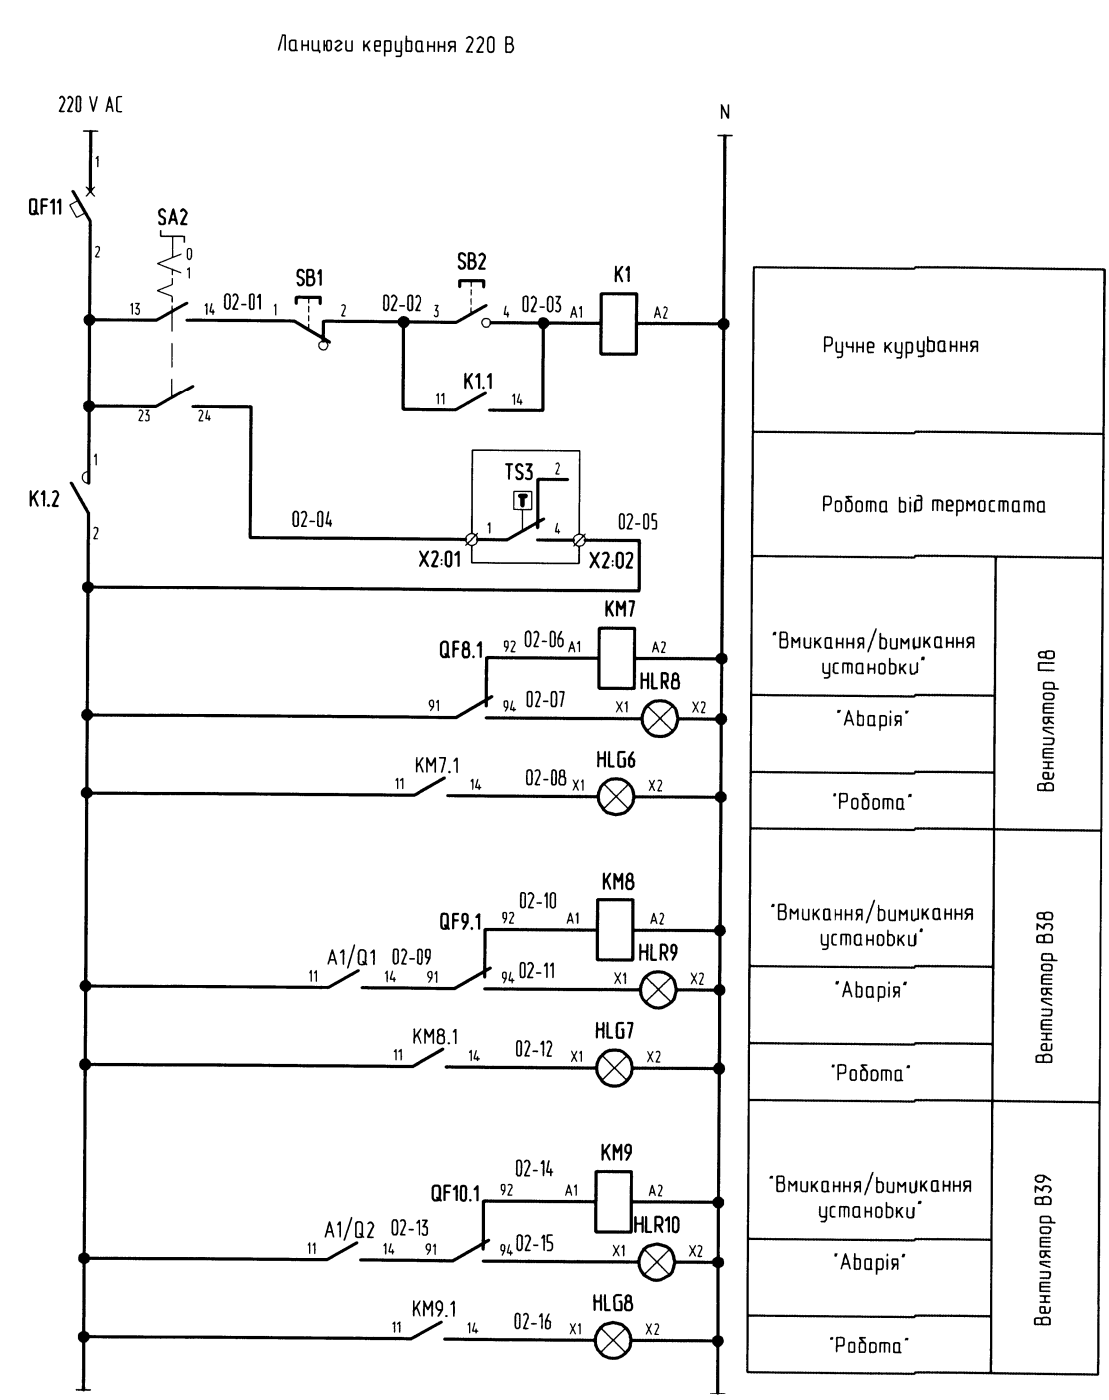 Ланцюги керування 220 В
220 V AC
N
1
QF11
2
SA2
0
1
13
14
02-01
1
SB1
2
02-02
3
SB2
4
02-03
A1
K1
A2
Ручне курування
11
K1.1
14
23
24
1
K1.2
2
02-04
TS3
2
T
1
4
02-05
X2:01
X2:02
Робота від термостата
KM7
QF8.1
92
02-06
A1
A2
"Вмикання/вимикання
установки"
91
94
02-07
X1
HLR8
X2
"Аварія"
11
KM7.1
14
02-08
X1
HLG6
X2
"Робота"
Вентилятор П8
KM8
QF9.1
92
02-10
A1
A2
"Вмикання/вимикання
установки"
11
A1/Q1
14
02-09
91
94
02-11
X1
HLR9
X2
"Аварія"
11
KM8.1
14
02-12
X1
HLG7
X2
"Робота"
Вентилятор В38
KM9
QF10.1
92
02-14
A1
A2
"Вмикання/вимикання
установки"
11
A1/Q2
14
02-13
91
94
02-15
X1
HLR10
X2
"Аварія"
11
KM9.1
14
02-16
X1
HLG8
X2
"Робота"
Вентилятор В39